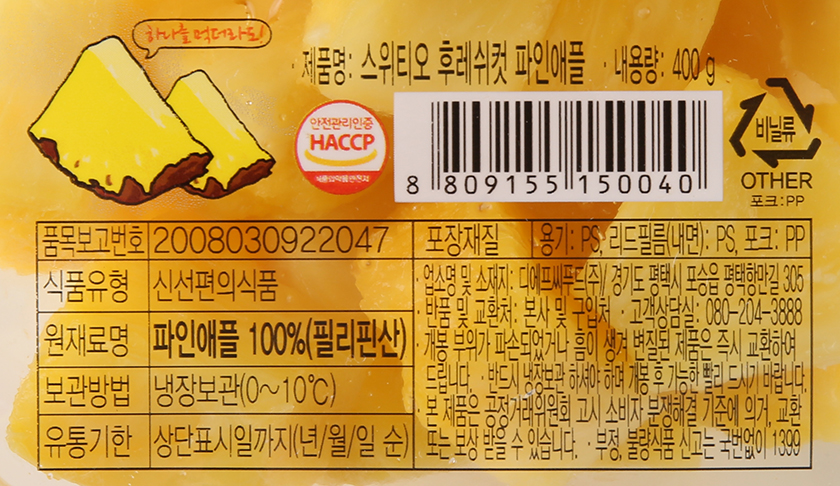 하나를 먹더라도!
· 제품명: 스위티오 후레쉬컷 파인애플 · 내용량: 400 g
안전관리인증
HACCP
식품의약품안전처
8 809155 150040
비닐류
OTHER
포크:PP
품목보고번호 2008030922047
식품유형 신선편의식품
원재료명 파인애플 100%(필리핀산)
보관방법 냉장보관(0~10℃)
유통기한 상단표시일까지(년/월/일 순)
포장재질 용기: PS, 리드필름(내면): PS, 포크: PP
· 업소명 및 소재지: 디에프씨푸드(주)/ 경기도 평택시 포승읍 평택항만길 305
· 반품 및 교환처: 본사 및 구입처 · 고객상담실: 080-204-3888
· 개봉 부위가 파손되었거나 흠이 생겨 변질된 제품은 즉시 교환하여
드립니다. · 반드시 냉장보관 하셔야 하며 개봉 후 가능한 빨리 드시기 바랍니다.
· 본 제품은 공정거래위원회 고시 소비자 분쟁해결 기준에 의거, 교환
또는 보상 받을 수 있습니다. · 부정, 불량식품 신고는 국번없이 1399